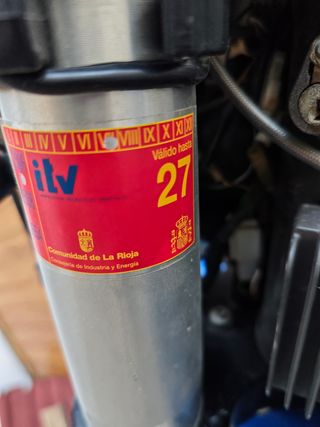 III IV V VI VII VIII IX X XI XII
Válido hasta
itv
27
Comunidad de La Rioja
Consejería de Industria y Energía